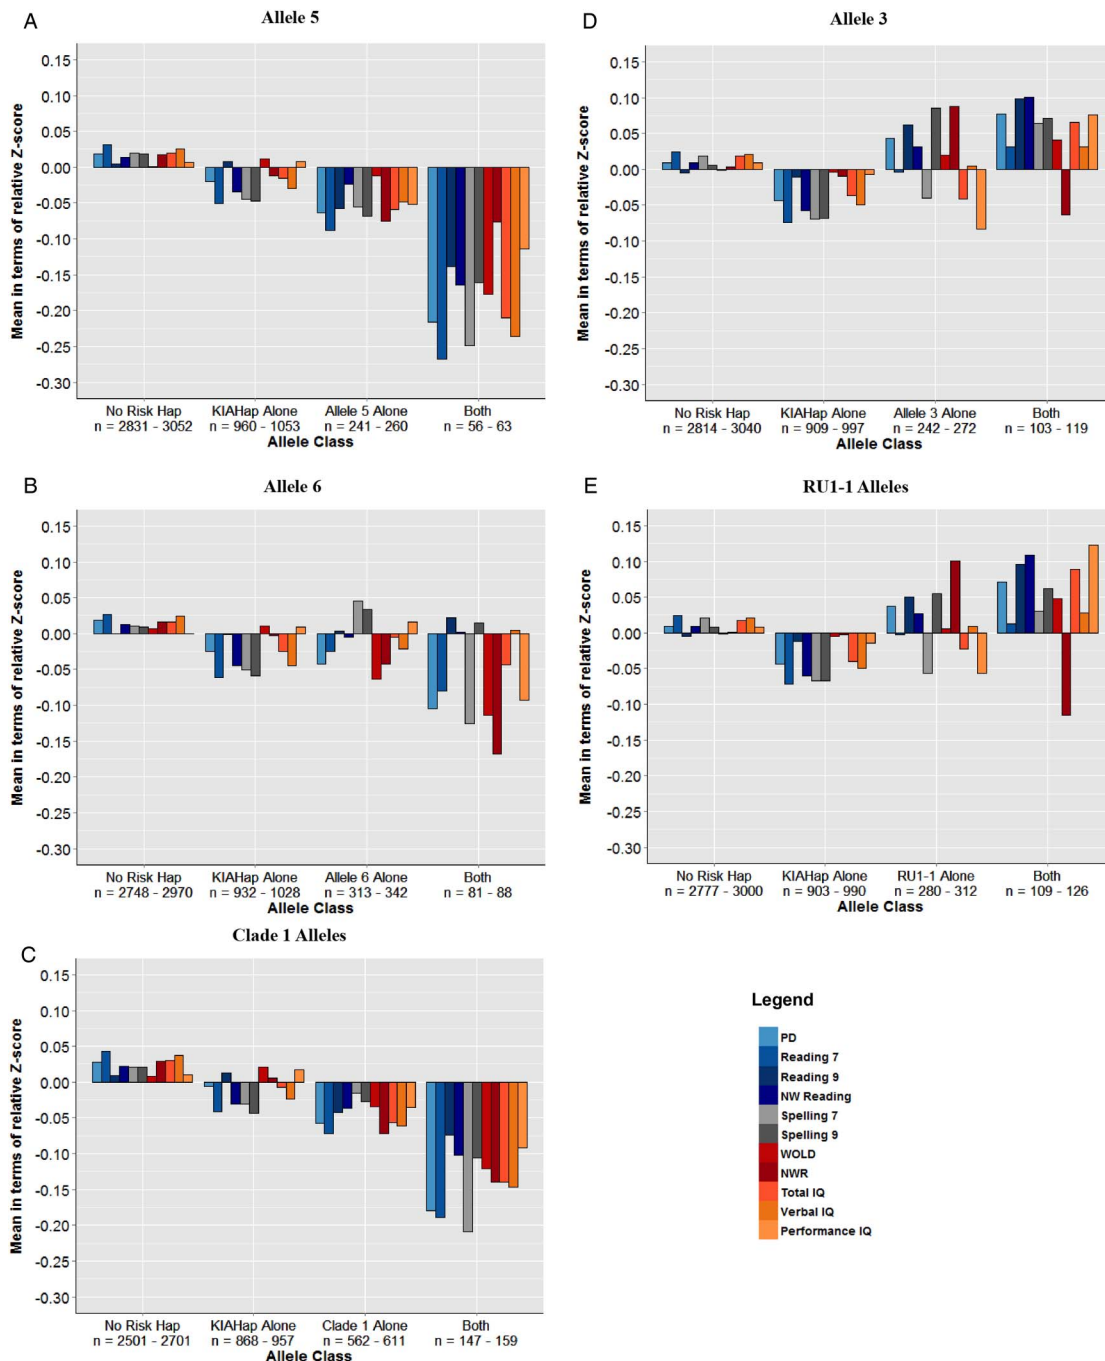 A
Allele 5
Mean in terms of relative Z-score
0.15
0.10
0.05
0.00
-0.05
-0.10
-0.15
-0.20
-0.25
-0.30
No Risk Hap KIAHap Alone Allele 5 Alone Both
n = 2831 - 3052 n = 960 - 1053 n = 241 - 260 n = 56 - 63
Allele Class
B
Allele 6
Mean in terms of relative Z-score
0.15
0.10
0.05
0.00
-0.05
-0.10
-0.15
-0.20
-0.25
-0.30
No Risk Hap KIAHap Alone Allele 6 Alone Both
n = 2748 - 2970 n = 932 - 1028 n = 313 - 342 n = 81 - 88
Allele Class
C
Clade 1 Alleles
Mean in terms of relative Z-score
0.15
0.10
0.05
0.00
-0.05
-0.10
-0.15
-0.20
-0.25
-0.30
No Risk Hap KIAHap Alone Clade 1 Alone Both
n = 2501 - 2701 n = 868 - 957 n = 562 - 611 n = 147 - 159
Allele Class
D
Allele 3
Mean in terms of relative Z-score
0.15
0.10
0.05
0.00
-0.05
-0.10
-0.15
-0.20
-0.25
-0.30
No Risk Hap KIAHap Alone Allele 3 Alone Both
n = 2814 - 3040 n = 909 - 997 n = 242 - 272 n = 103 - 119
Allele Class
E
RU1-1 Alleles
Mean in terms of relative Z-score
0.15
0.10
0.05
0.00
-0.05
-0.10
-0.15
-0.20
-0.25
-0.30
No Risk Hap KIAHap Alone RU1-1 Alone Both
n = 2777 - 3000 n = 903 - 990 n = 280 - 312 n = 109 - 126
Allele Class
Legend
PD
Reading 7
Reading 9
NW Reading
Spelling 7
Spelling 9
WOLD
NWR
Total IQ
Verbal IQ
Performance IQ